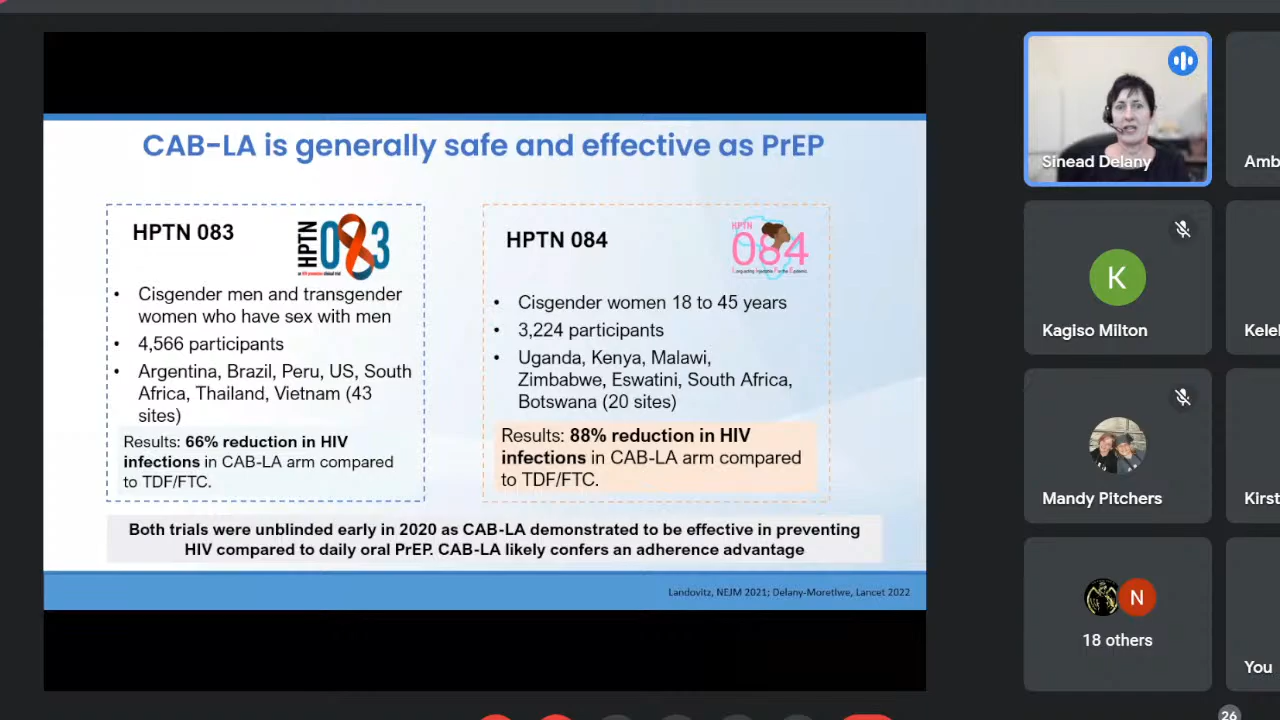 CAB-LA is generally safe and effective as PrEP
HPTN 083
HPTN
083
• Cisgender men and transgender
women who have sex with men
• 4,566 participants
• Argentina, Brazil, Peru, US, South
Africa, Thailand, Vietnam (43
sites)
Results: 66% reduction in HIV
infections in CAB-LA arm compared
to TDF/FTC.
HPTN 084
HPTN
084
• Cisgender women 18 to 45 years
• 3,224 participants
• Uganda, Kenya, Malawi,
Zimbabwe, Eswatini, South Africa,
Botswana (20 sites)
Results: 88% reduction in HIV
infections in CAB-LA arm compared
to TDF/FTC.
Both trials were unblinded early in 2020 as CAB-LA demonstrated to be effective in preventing
HIV compared to daily oral PrEP. CAB-LA likely confers an adherence advantage
Landovitz, NEJM 2021; Delany-Moretlwe, Lancet 2022
Sinead Delany
Amb
K
Kagiso Milton
Kelel
Mandy Pitchers
Kirst
N
18 others
You
26